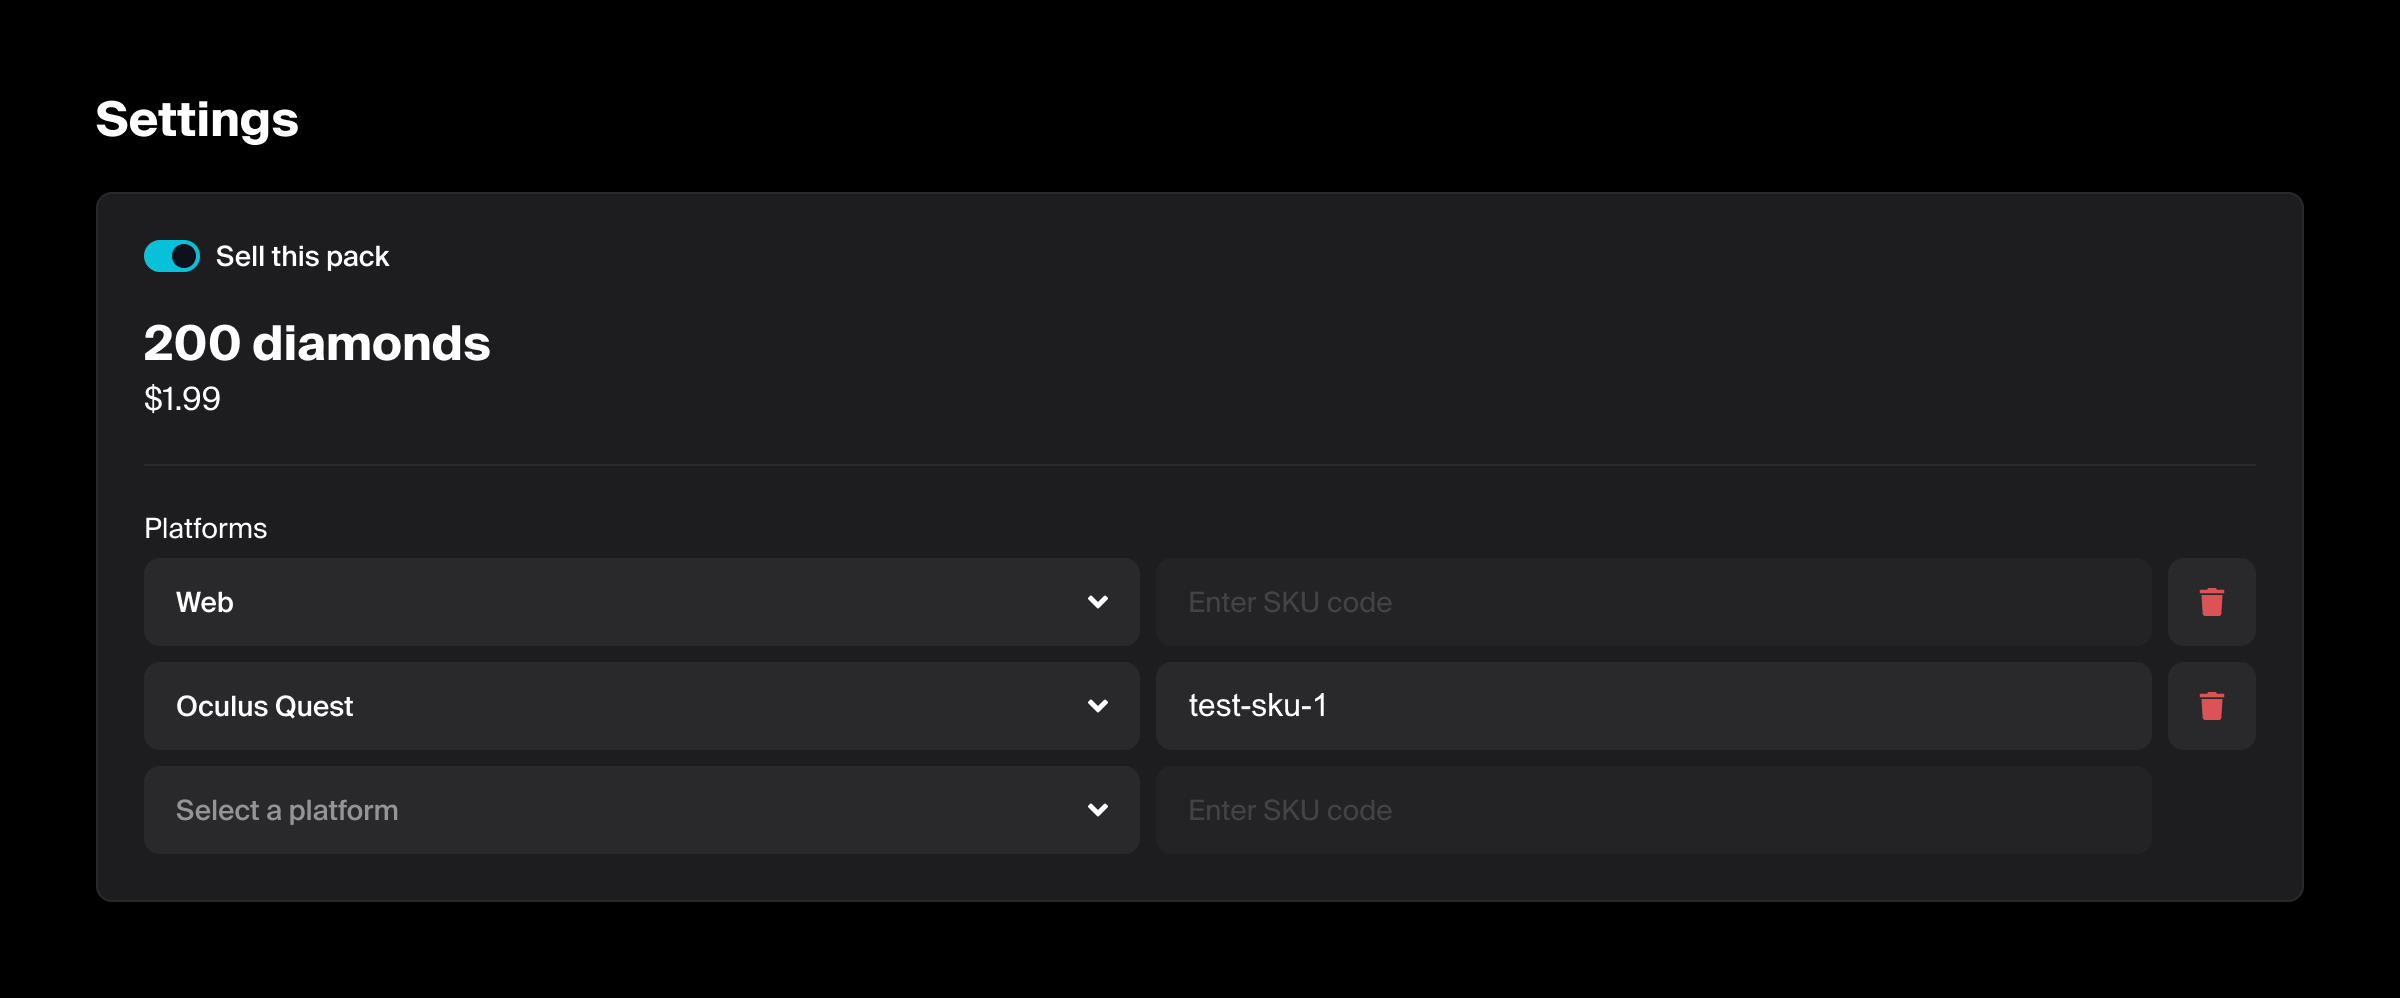 Settings
Sell this pack
200 diamonds
$1.99
Platforms
Web
Enter SKU code
Oculus Quest
test-sku-1
Select a platform
Enter SKU code